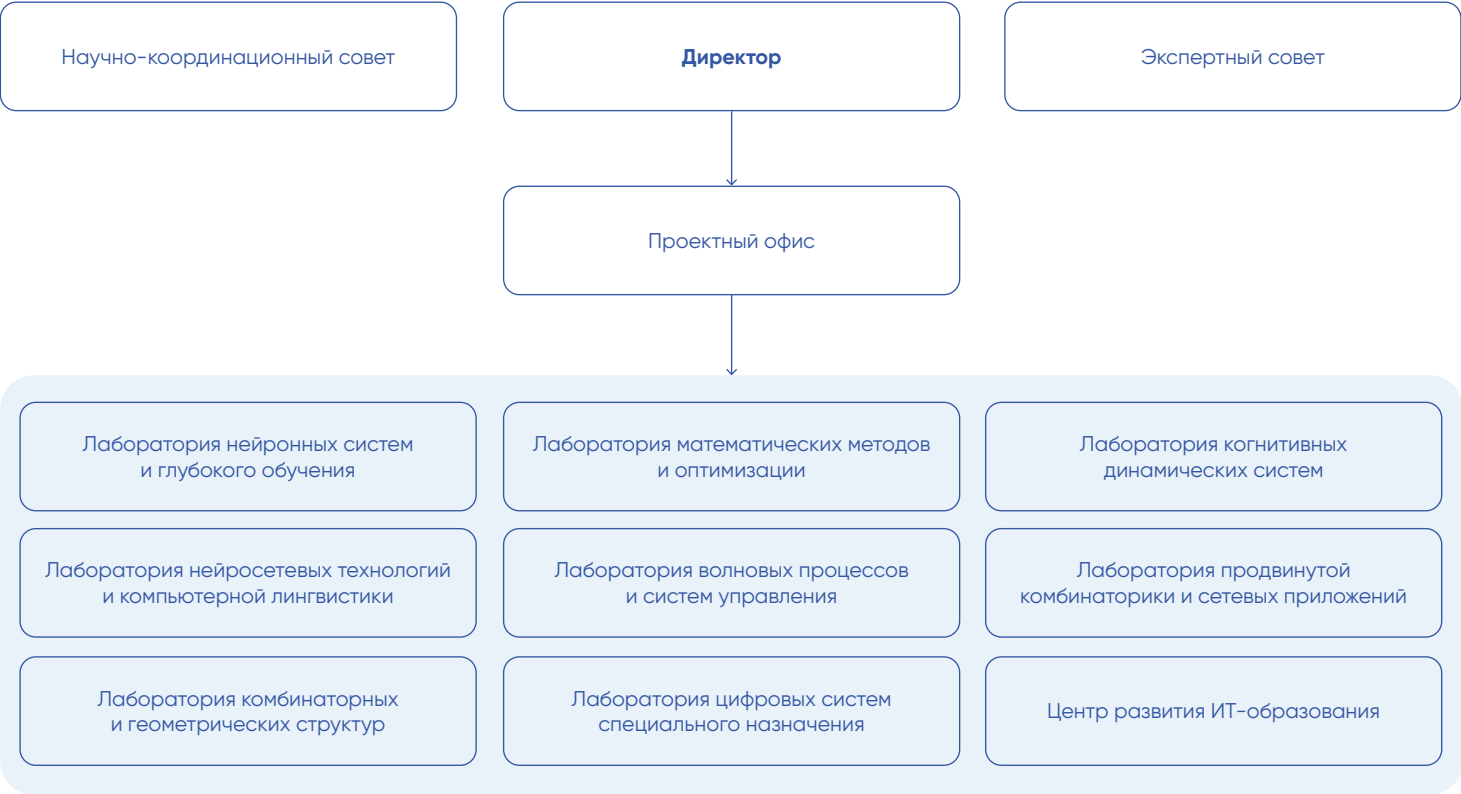 Научно-координационный совет
Директор
Экспертный совет
Проектный офис
Лаборатория нейронных систем
и глубокого обучения
Лаборатория математических методов
и оптимизации
Лаборатория когнитивных
динамических систем
Лаборатория нейросетевых технологий
и компьютерной лингвистики
Лаборатория волновых процессов
и систем управления
Лаборатория продвинутой
комбинаторики и сетевых приложений
Лаборатория комбинаторных
и геометрических структур
Лаборатория цифровых систем
специального назначения
Центр развития ИТ-образования